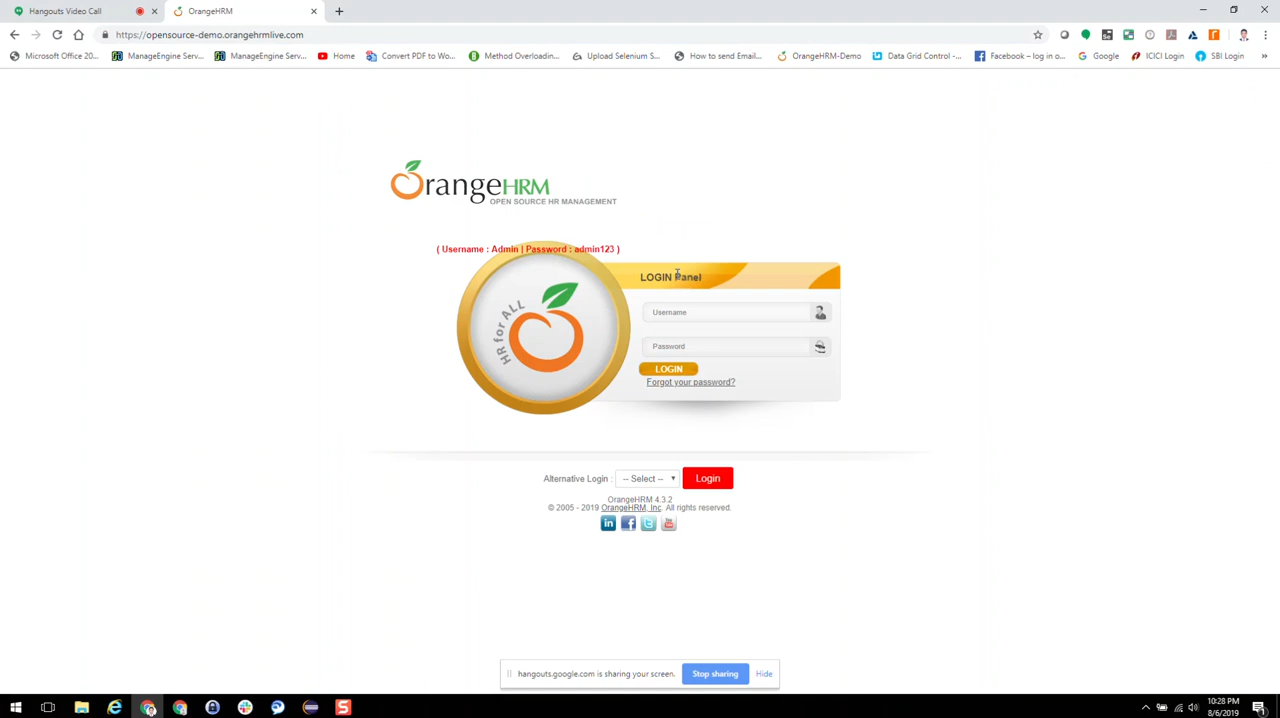 Hangouts Video Call
OrangeHRM
https://opensource-demo.orangehrmlive.com
Microsoft Office 20...
ManageEngine Serv...
ManageEngine Serv...
Home
Convert PDF to Wo...
Method Overloadin...
Upload Selenium S...
How to send Email...
OrangeHRM-Demo
Data Grid Control -...
Facebook – log in o...
Google
ICICI Login
SBI Login
OrangeHRM
OPEN SOURCE HR MANAGEMENT
( Username : Admin | Password : admin123 )
LOGIN Panel
HR for ALL
Username
Password
LOGIN
Forgot your password?
Alternative Login : -- Select -- Login
OrangeHRM 4.3.2
© 2005 - 2019 OrangeHRM, Inc. All rights reserved.
in f t You Tube
hangouts.google.com is sharing your screen. Stop sharing Hide
10:28 PM
8/6/2019